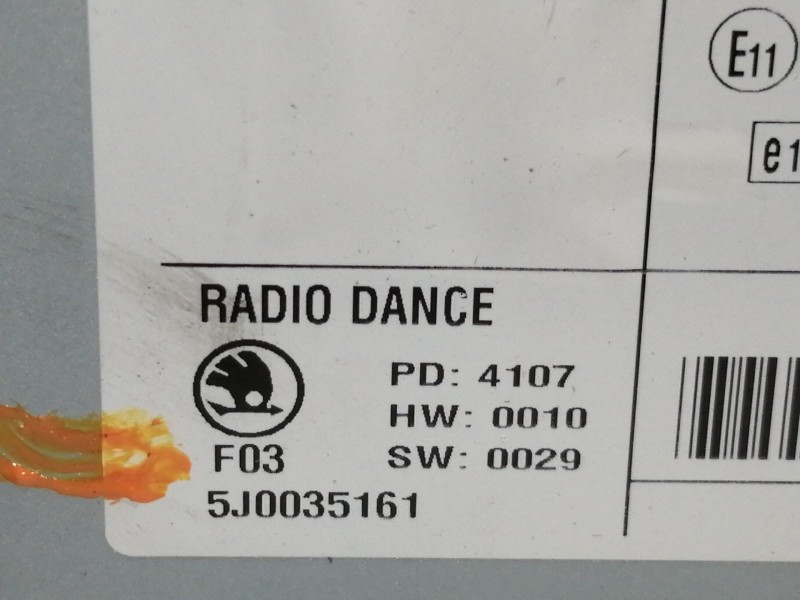 E11
e1
RADIO DANCE
PD: 4107
HW: 0010
F03 SW: 0029
5J0035161